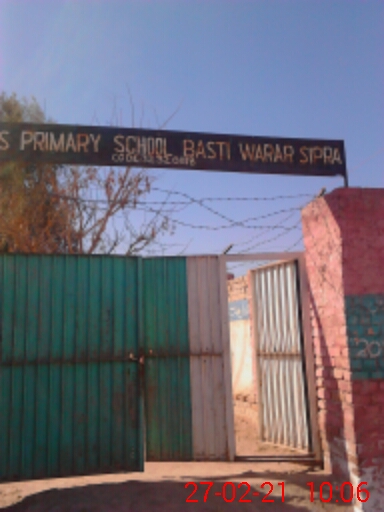 S PRIMARY SCHOOL BASTI WARAR SIPRA
27-02-21 10:06